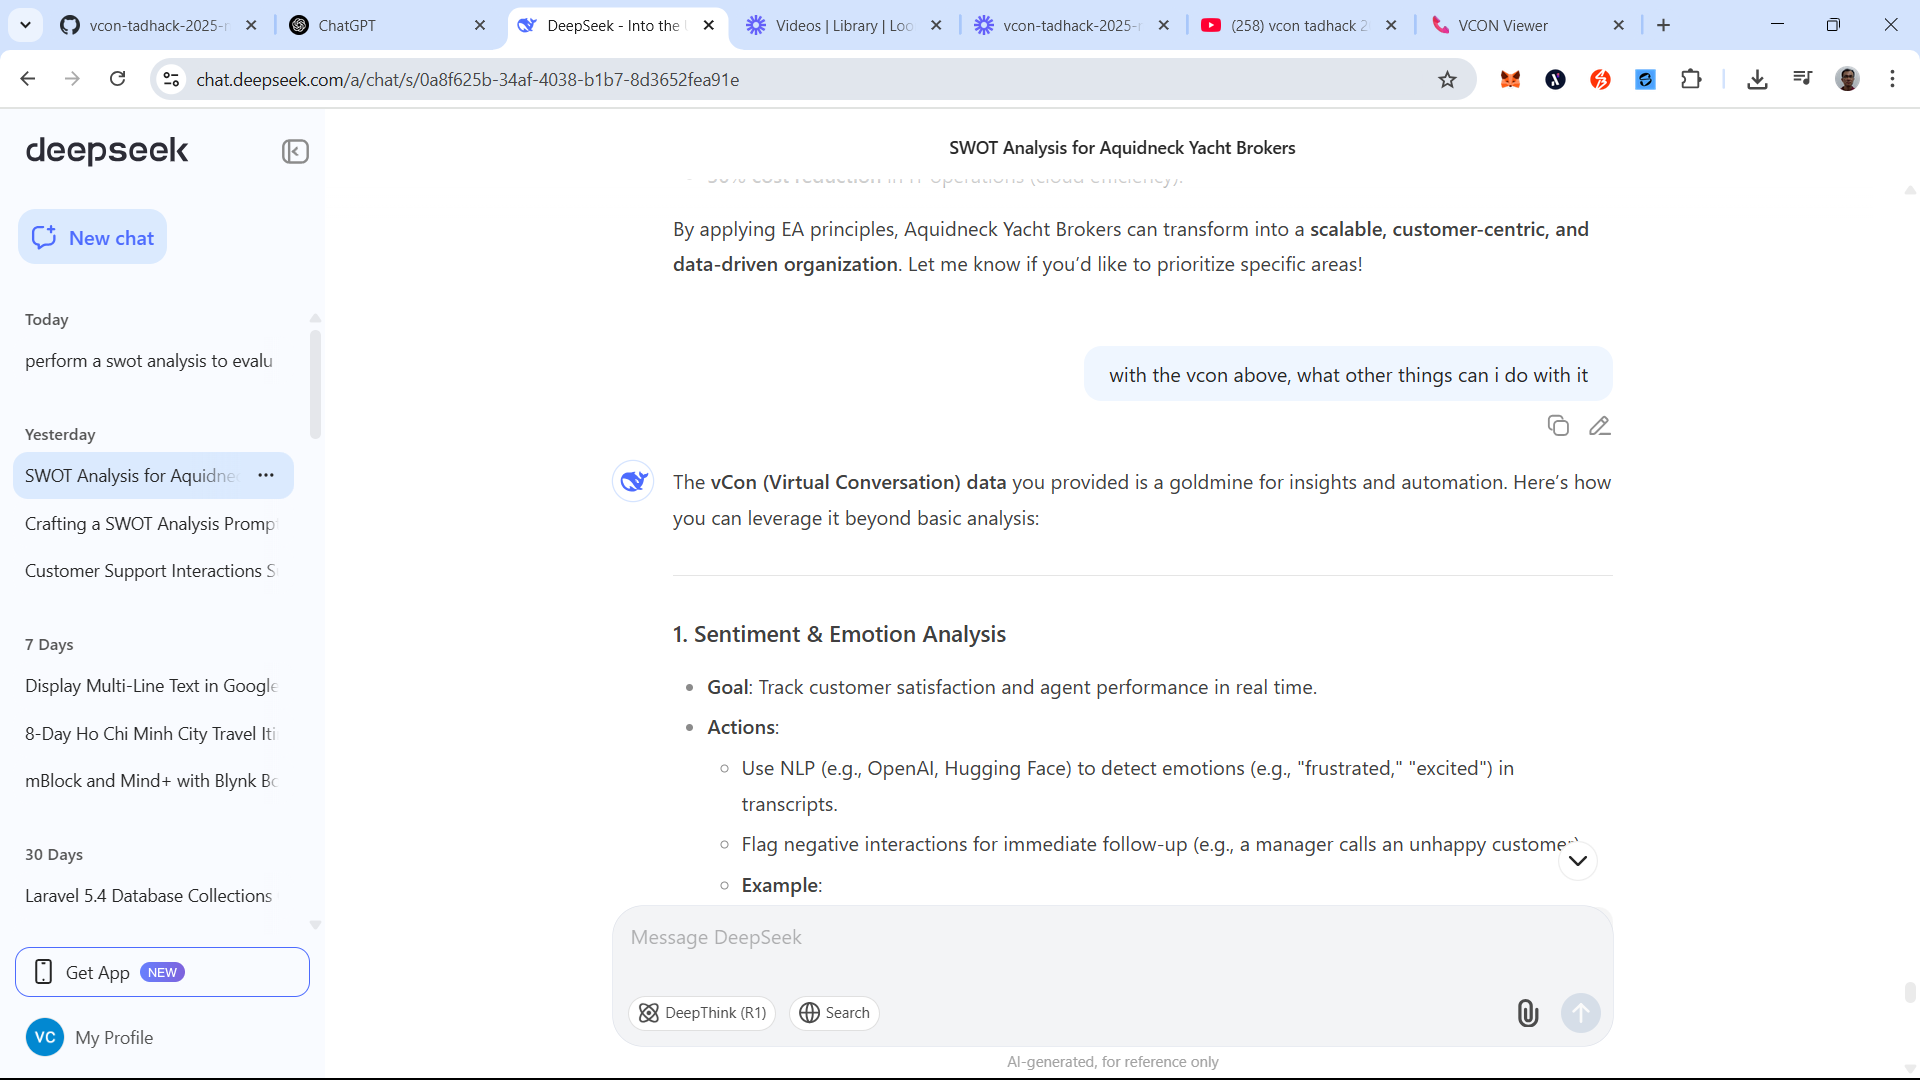 vcon-tadhack-2025-r
ChatGPT
DeepSeek - Into the
Videos | Library | Loo
vcon-tadhack-2025-r
(258) vcon tadhack 2
VCON Viewer
chat.deepseek.com/a/chat/s/0a8f625b-34af-4038-b1b7-8d3652fea91e
deepseek
New chat
Today
perform a swot analysis to evalu
Yesterday
SWOT Analysis for Aquidnec
Crafting a SWOT Analysis Promp
Customer Support Interactions S
7 Days
Display Multi-Line Text in Google
8-Day Ho Chi Minh City Travel Iti
mBlock and Mind+ with Blynk Bo
30 Days
Laravel 5.4 Database Collections
Get App NEW
VC My Profile
SWOT Analysis for Aquidneck Yacht Brokers
30% cost reduction in IT operations (cloud efficiency).
By applying EA principles, Aquidneck Yacht Brokers can transform into a scalable, customer-centric, and
data-driven organization. Let me know if you’d like to prioritize specific areas!
with the vcon above, what other things can i do with it
The vCon (Virtual Conversation) data you provided is a goldmine for insights and automation. Here’s how
you can leverage it beyond basic analysis:
1. Sentiment & Emotion Analysis
Goal: Track customer satisfaction and agent performance in real time.
Actions:
Use NLP (e.g., OpenAI, Hugging Face) to detect emotions (e.g., "frustrated," "excited") in
transcripts.
Flag negative interactions for immediate follow-up (e.g., a manager calls an unhappy customer)
Example:
Message DeepSeek
DeepThink (R1)
Search
AI-generated, for reference only